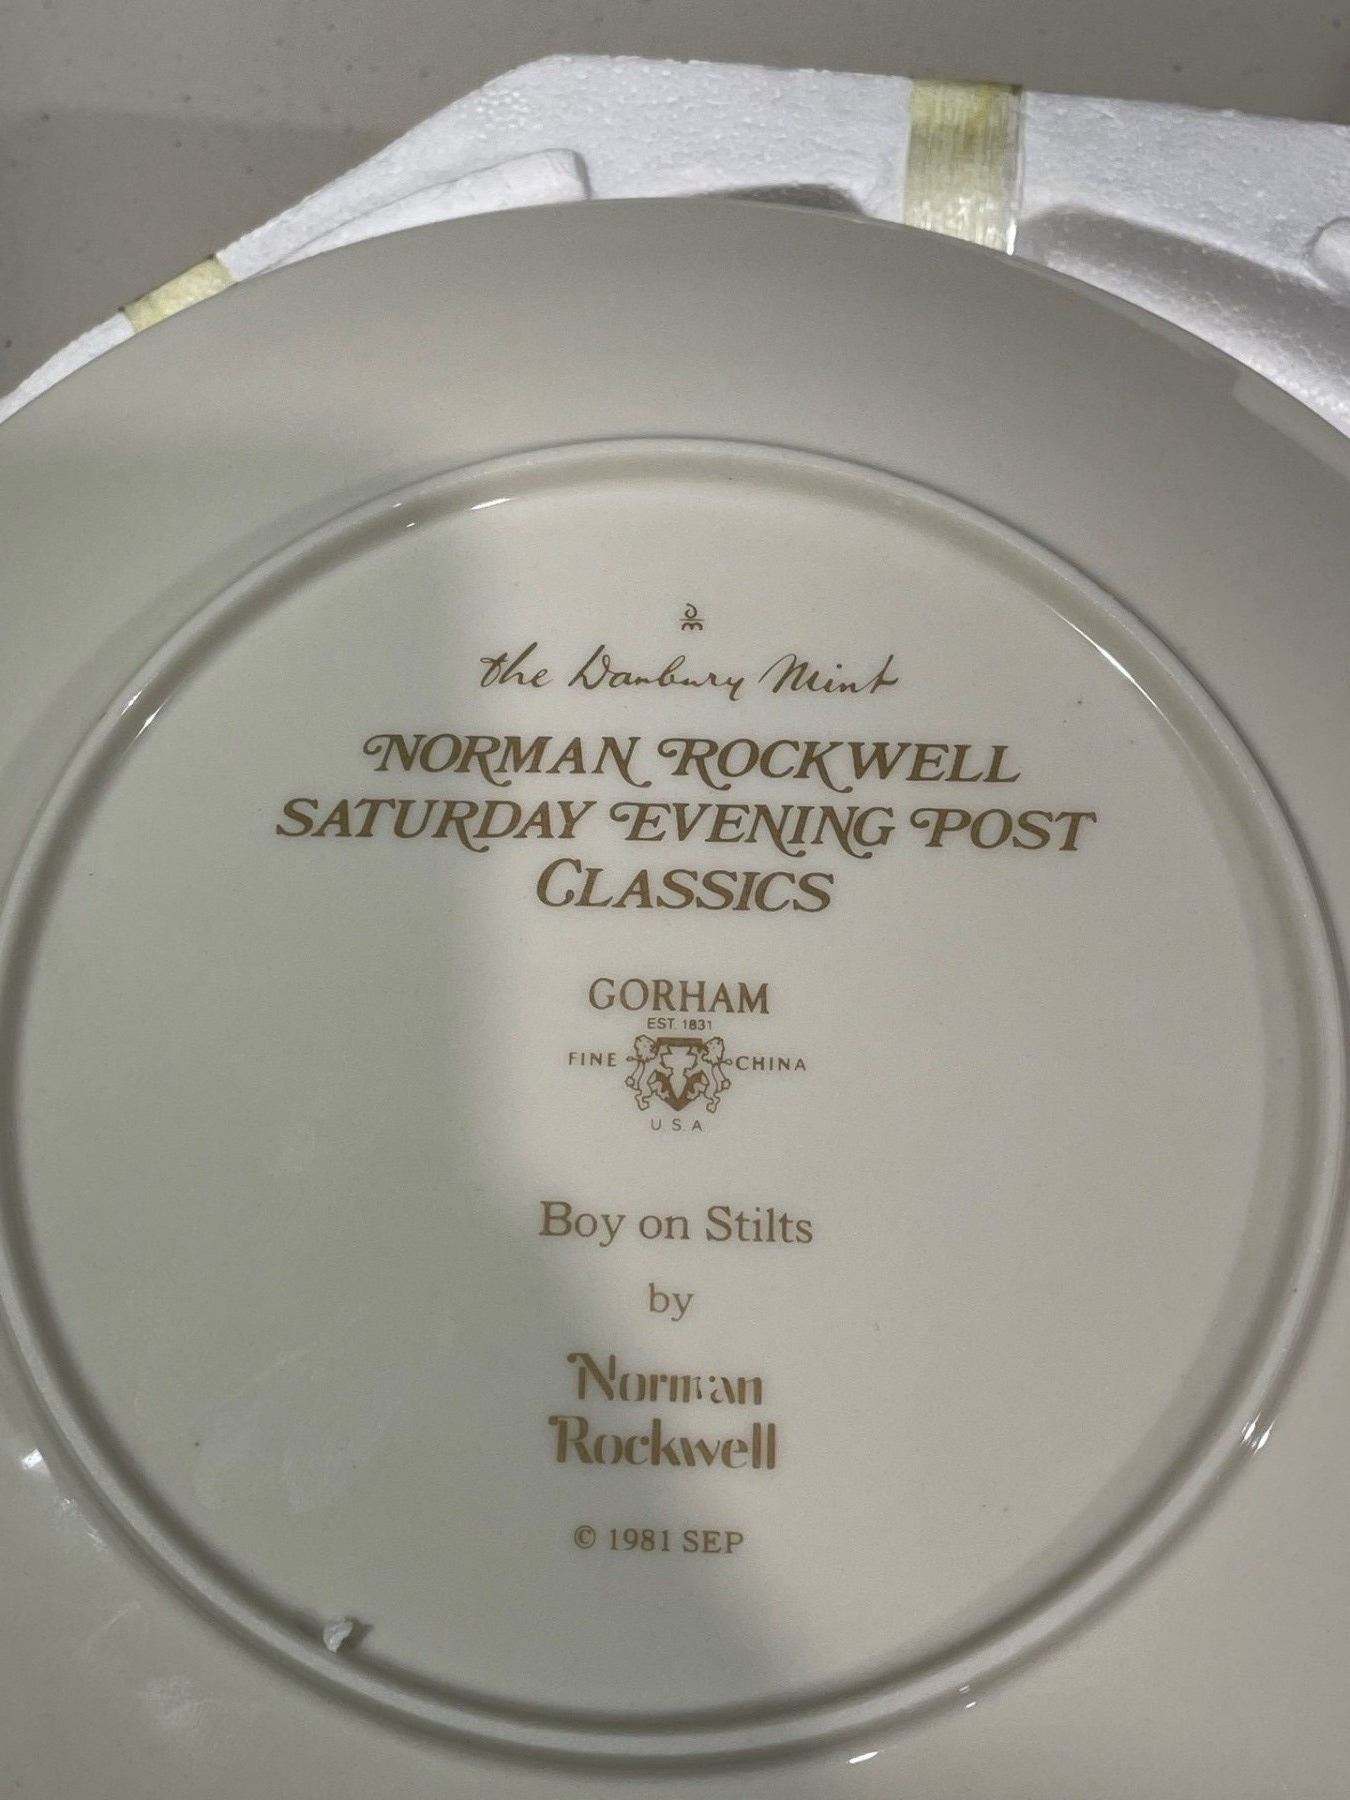 the Danbury Mint
NORMAN ROCKWELL
SATURDAY EVENING POST
CLASSICS
GORHAM
EST. 1831
FINE CHINA
U.S.A
Boy on Stilts
by
Norman
Rockwell
© 1981 SEP